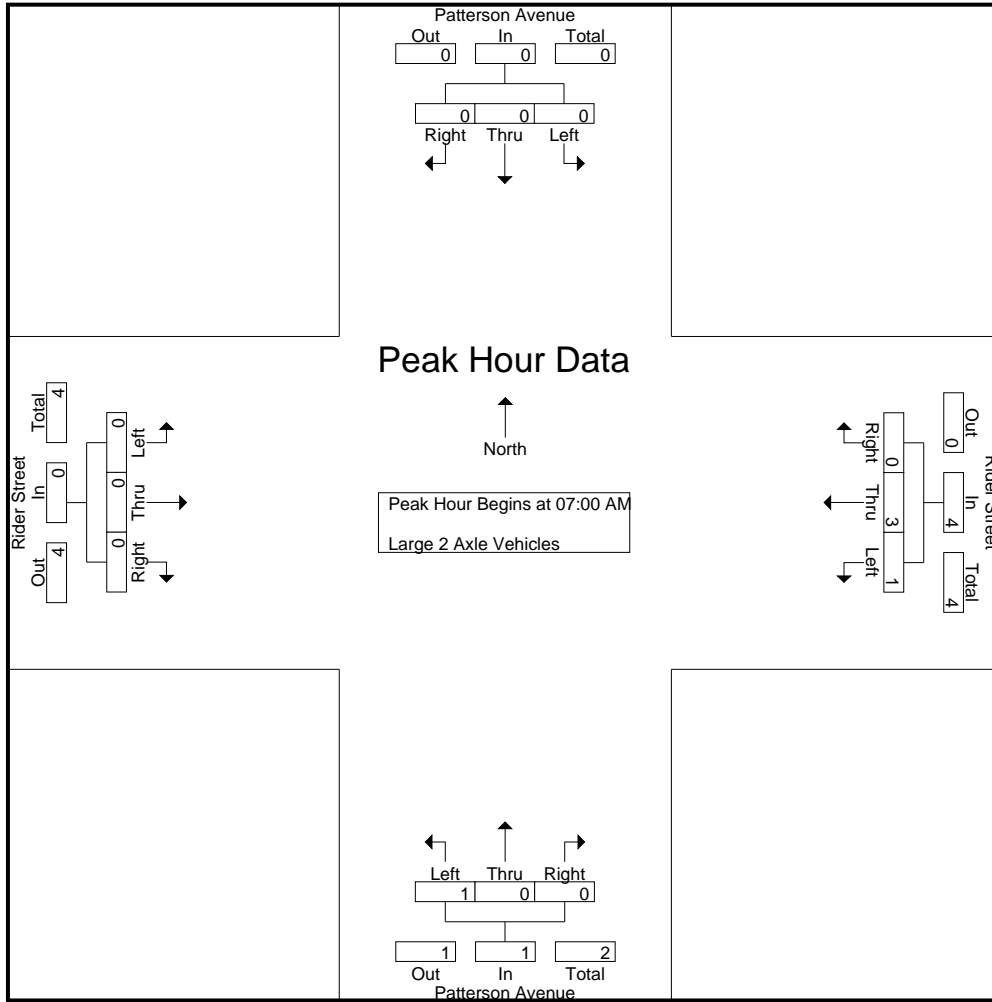 Patterson Avenue
Out In Total
0 0 0
0 0 0
Right Thru Left
Peak Hour Data
North
Peak Hour Begins at 07:00 AM
Large 2 Axle Vehicles
Rider Street
Total In Out
4 0 4
0 0 0
Left Thru Right
Rider Street
Out In Total
0 4 4
0 3 1
Right Thru Left
Left Thru Right
1 0 0
1 1 2
Out In Total
Patterson Avenue